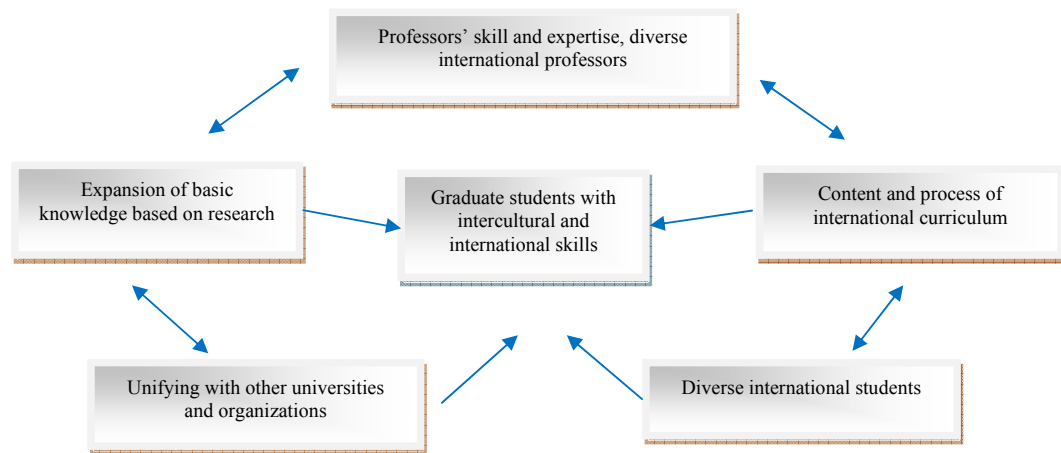 Professors’ skill and expertise, diverse
international professors
Expansion of basic
knowledge based on research
Graduate students with
intercultural and
international skills
Content and process of
international curriculum
Unifying with other universities
and organizations
Diverse international students